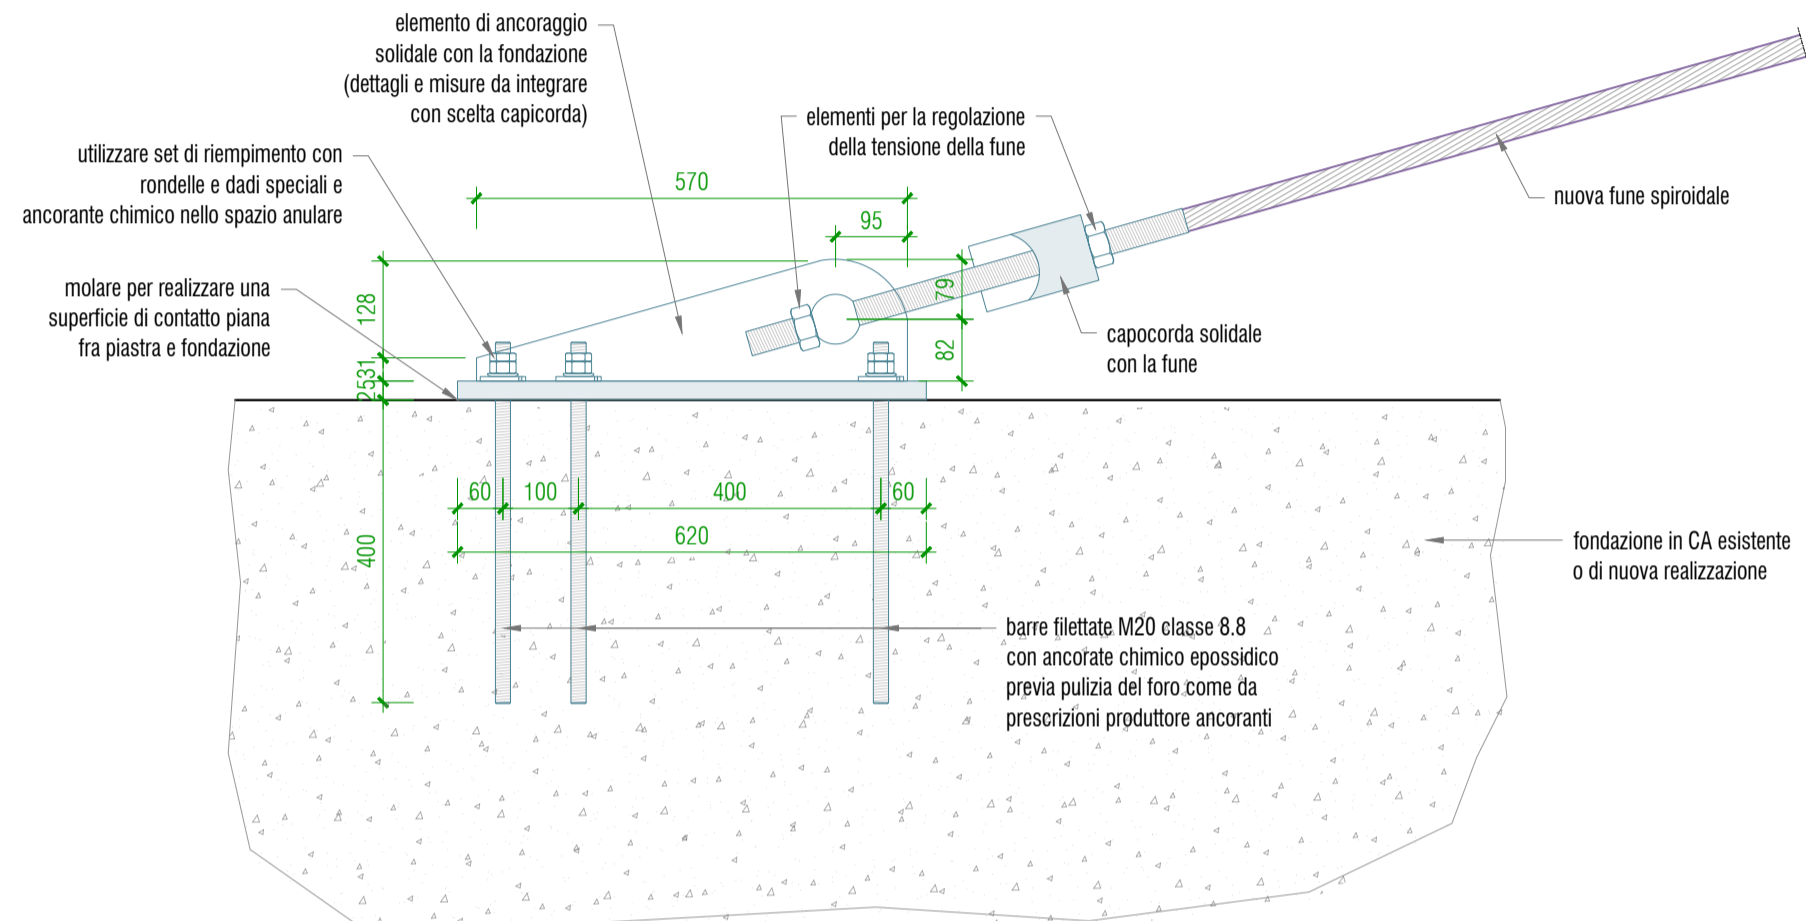 elemento di ancoraggio
solidale con la fondazione
(dettagli e misure da integrare
con scelta capicorda)
utilizzare set di riempimento con
rondelle e dadi speciali e
ancorante chimico nello spazio anulare
molare per realizzare una
superficie di contatto piana
fra piastra e fondazione
elementi per la regolazione
della tensione della fune
nuova fune spiroidale
capocorda solidale
con la fune
570
95
79
82
128
31
25
400
60
100
400
60
620
fondazione in CA esistente
o di nuova realizzazione
barre filettate M20 classe 8.8
con ancorate chimico epossidico
previa pulizia del foro come da
prescrizioni produttore ancoranti